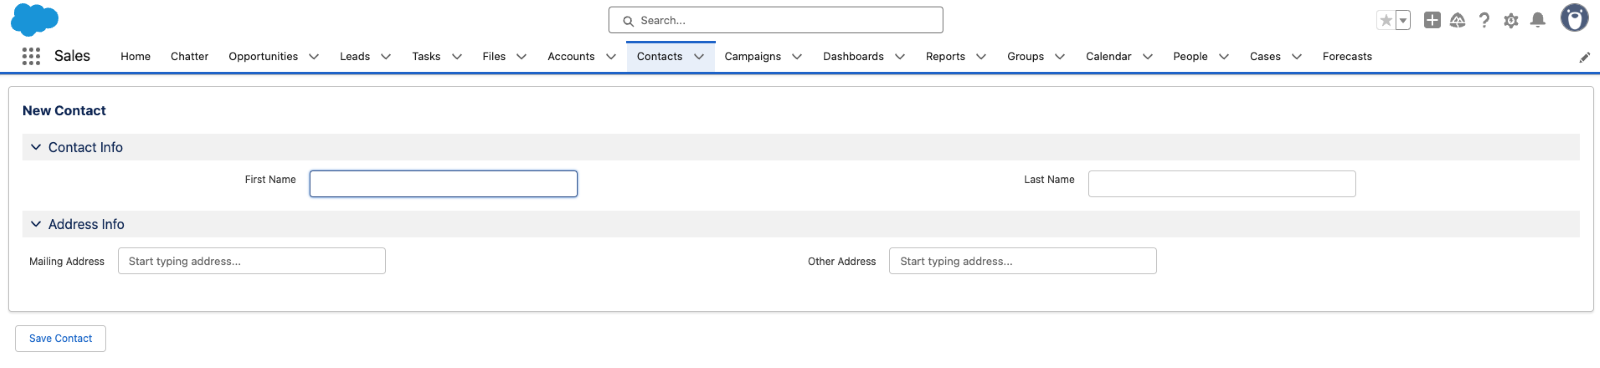 Search...
Sales Home Chatter Opportunities Leads Tasks Files Accounts Contacts Campaigns Dashboards Reports Groups Calendar People Cases Forecasts
New Contact
Contact Info
First Name Last Name
Address Info
Mailing Address Start typing address... Other Address Start typing address...
Save Contact